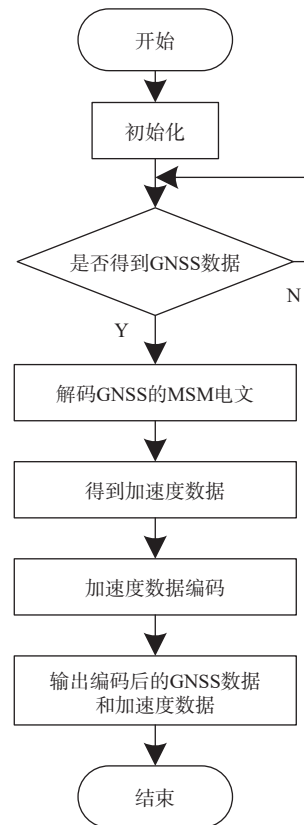 开始
初始化
是否得到GNSS数据
N
Y
解码GNSS的MSM电文
得到加速度数据
加速度数据编码
输出编码后的GNSS数据
和加速度数据
结束